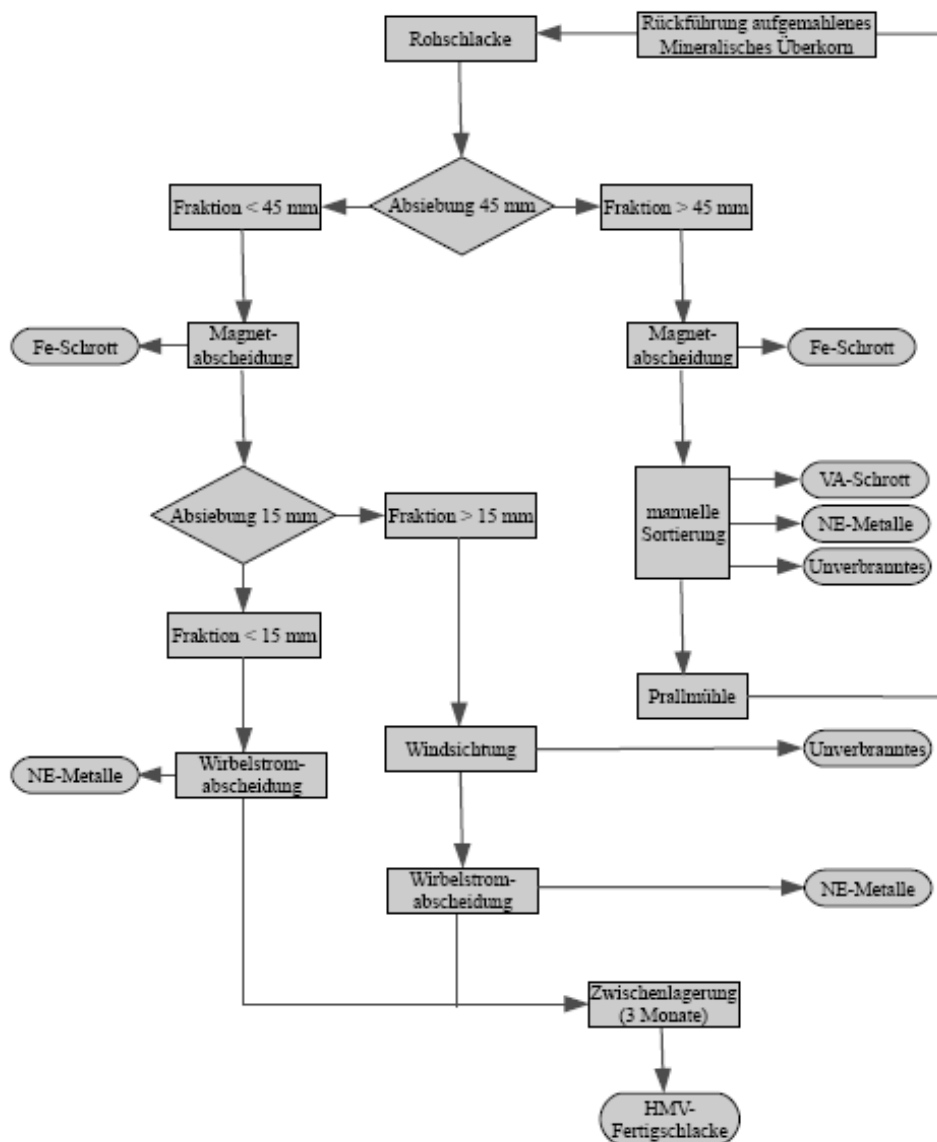 Rohschlacke
Rückführung aufgemahlenes
Mineralisches Überkorn
Fraktion < 45 mm
Absiebung 45 mm
Fraktion > 45 mm
Fe-Schrott
Magnet-
abscheidung
Magnet-
abscheidung
Fe-Schrott
Absiebung 15 mm
Fraktion > 15 mm
manuelle
Sortierung
VA-Schrott
NE-Metalle
Unverbranntes
Fraktion < 15 mm
Prallmühle
NE-Metalle
Wirbelstrom-
abscheidung
Windsichtung
Unverbranntes
Wirbelstrom-
abscheidung
NE-Metalle
Zwischenlagerung
(3 Monate)
HMV-
Fertigschlacke